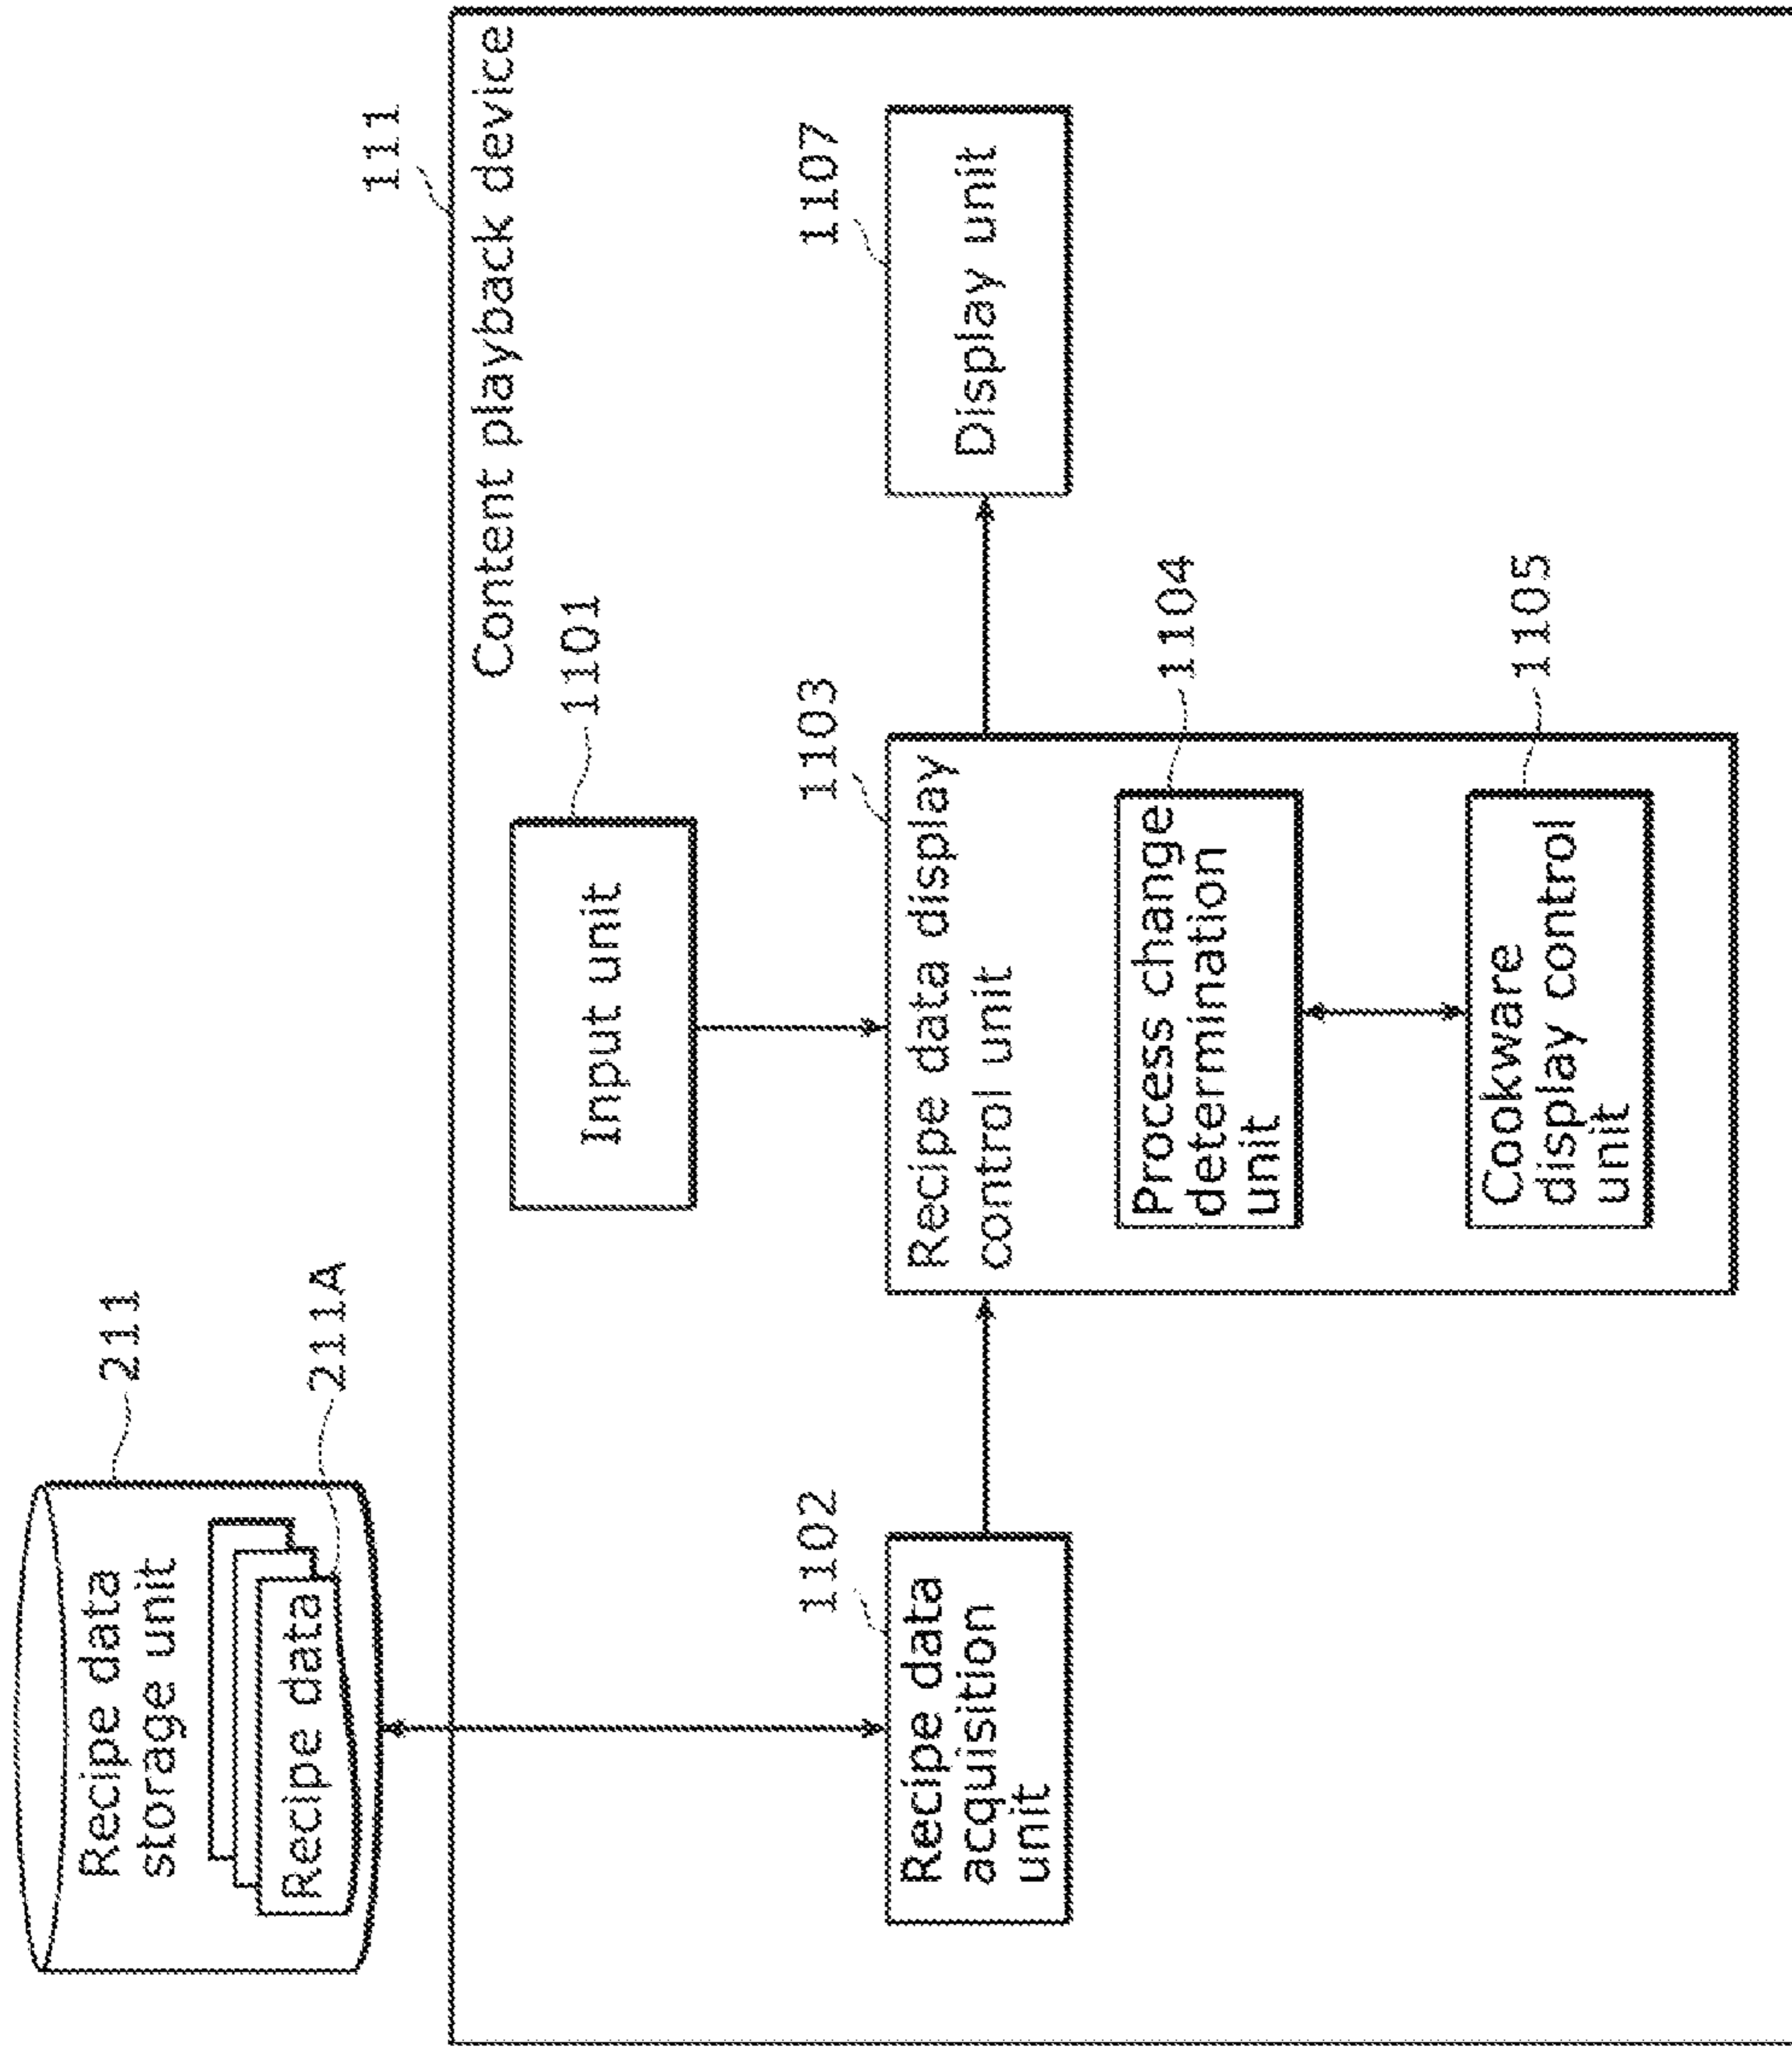 Recipe data
storage unit
Recipe data
211
211A
Content playback device
111
Input unit
1101
Recipe data
acquisition
unit
1102
Recipe data display
control unit
1103
Process change
determination
unit
1104
Cookware
display control
unit
1105
Display unit
1107